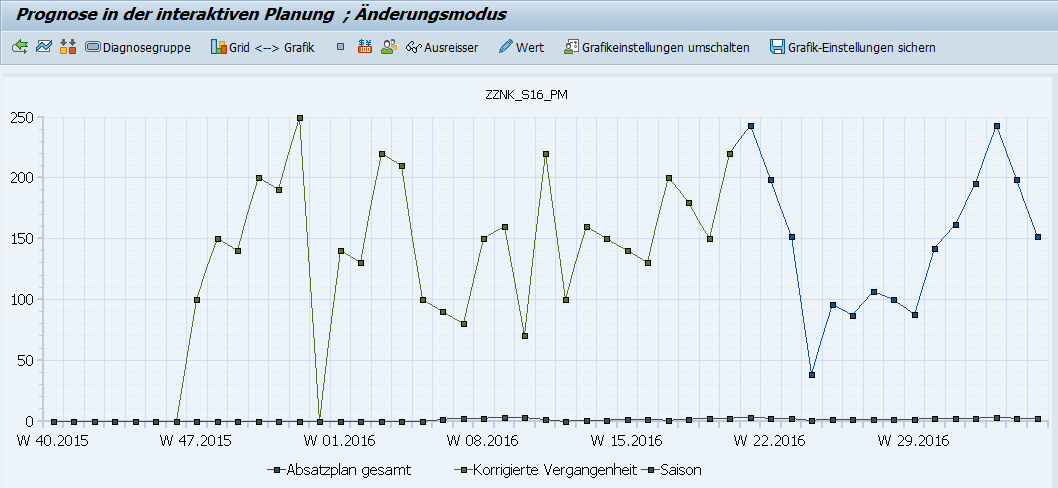 Prognose in der interaktiven Planung ; Änderungsmodus
Diagnosegruppe Grid <--> Grafik Ausreisser Wert Grafikeinstellungen umschalten Grafik-Einstellungen sichern
ZZNK_S16_PM
250
200
150
100
50
0
W 40.2015 W 47.2015 W 01.2016 W 08.2016 W 15.2016 W 22.2016 W 29.2016
Absatzplan gesamt Korrigierte Vergangenheit Saison